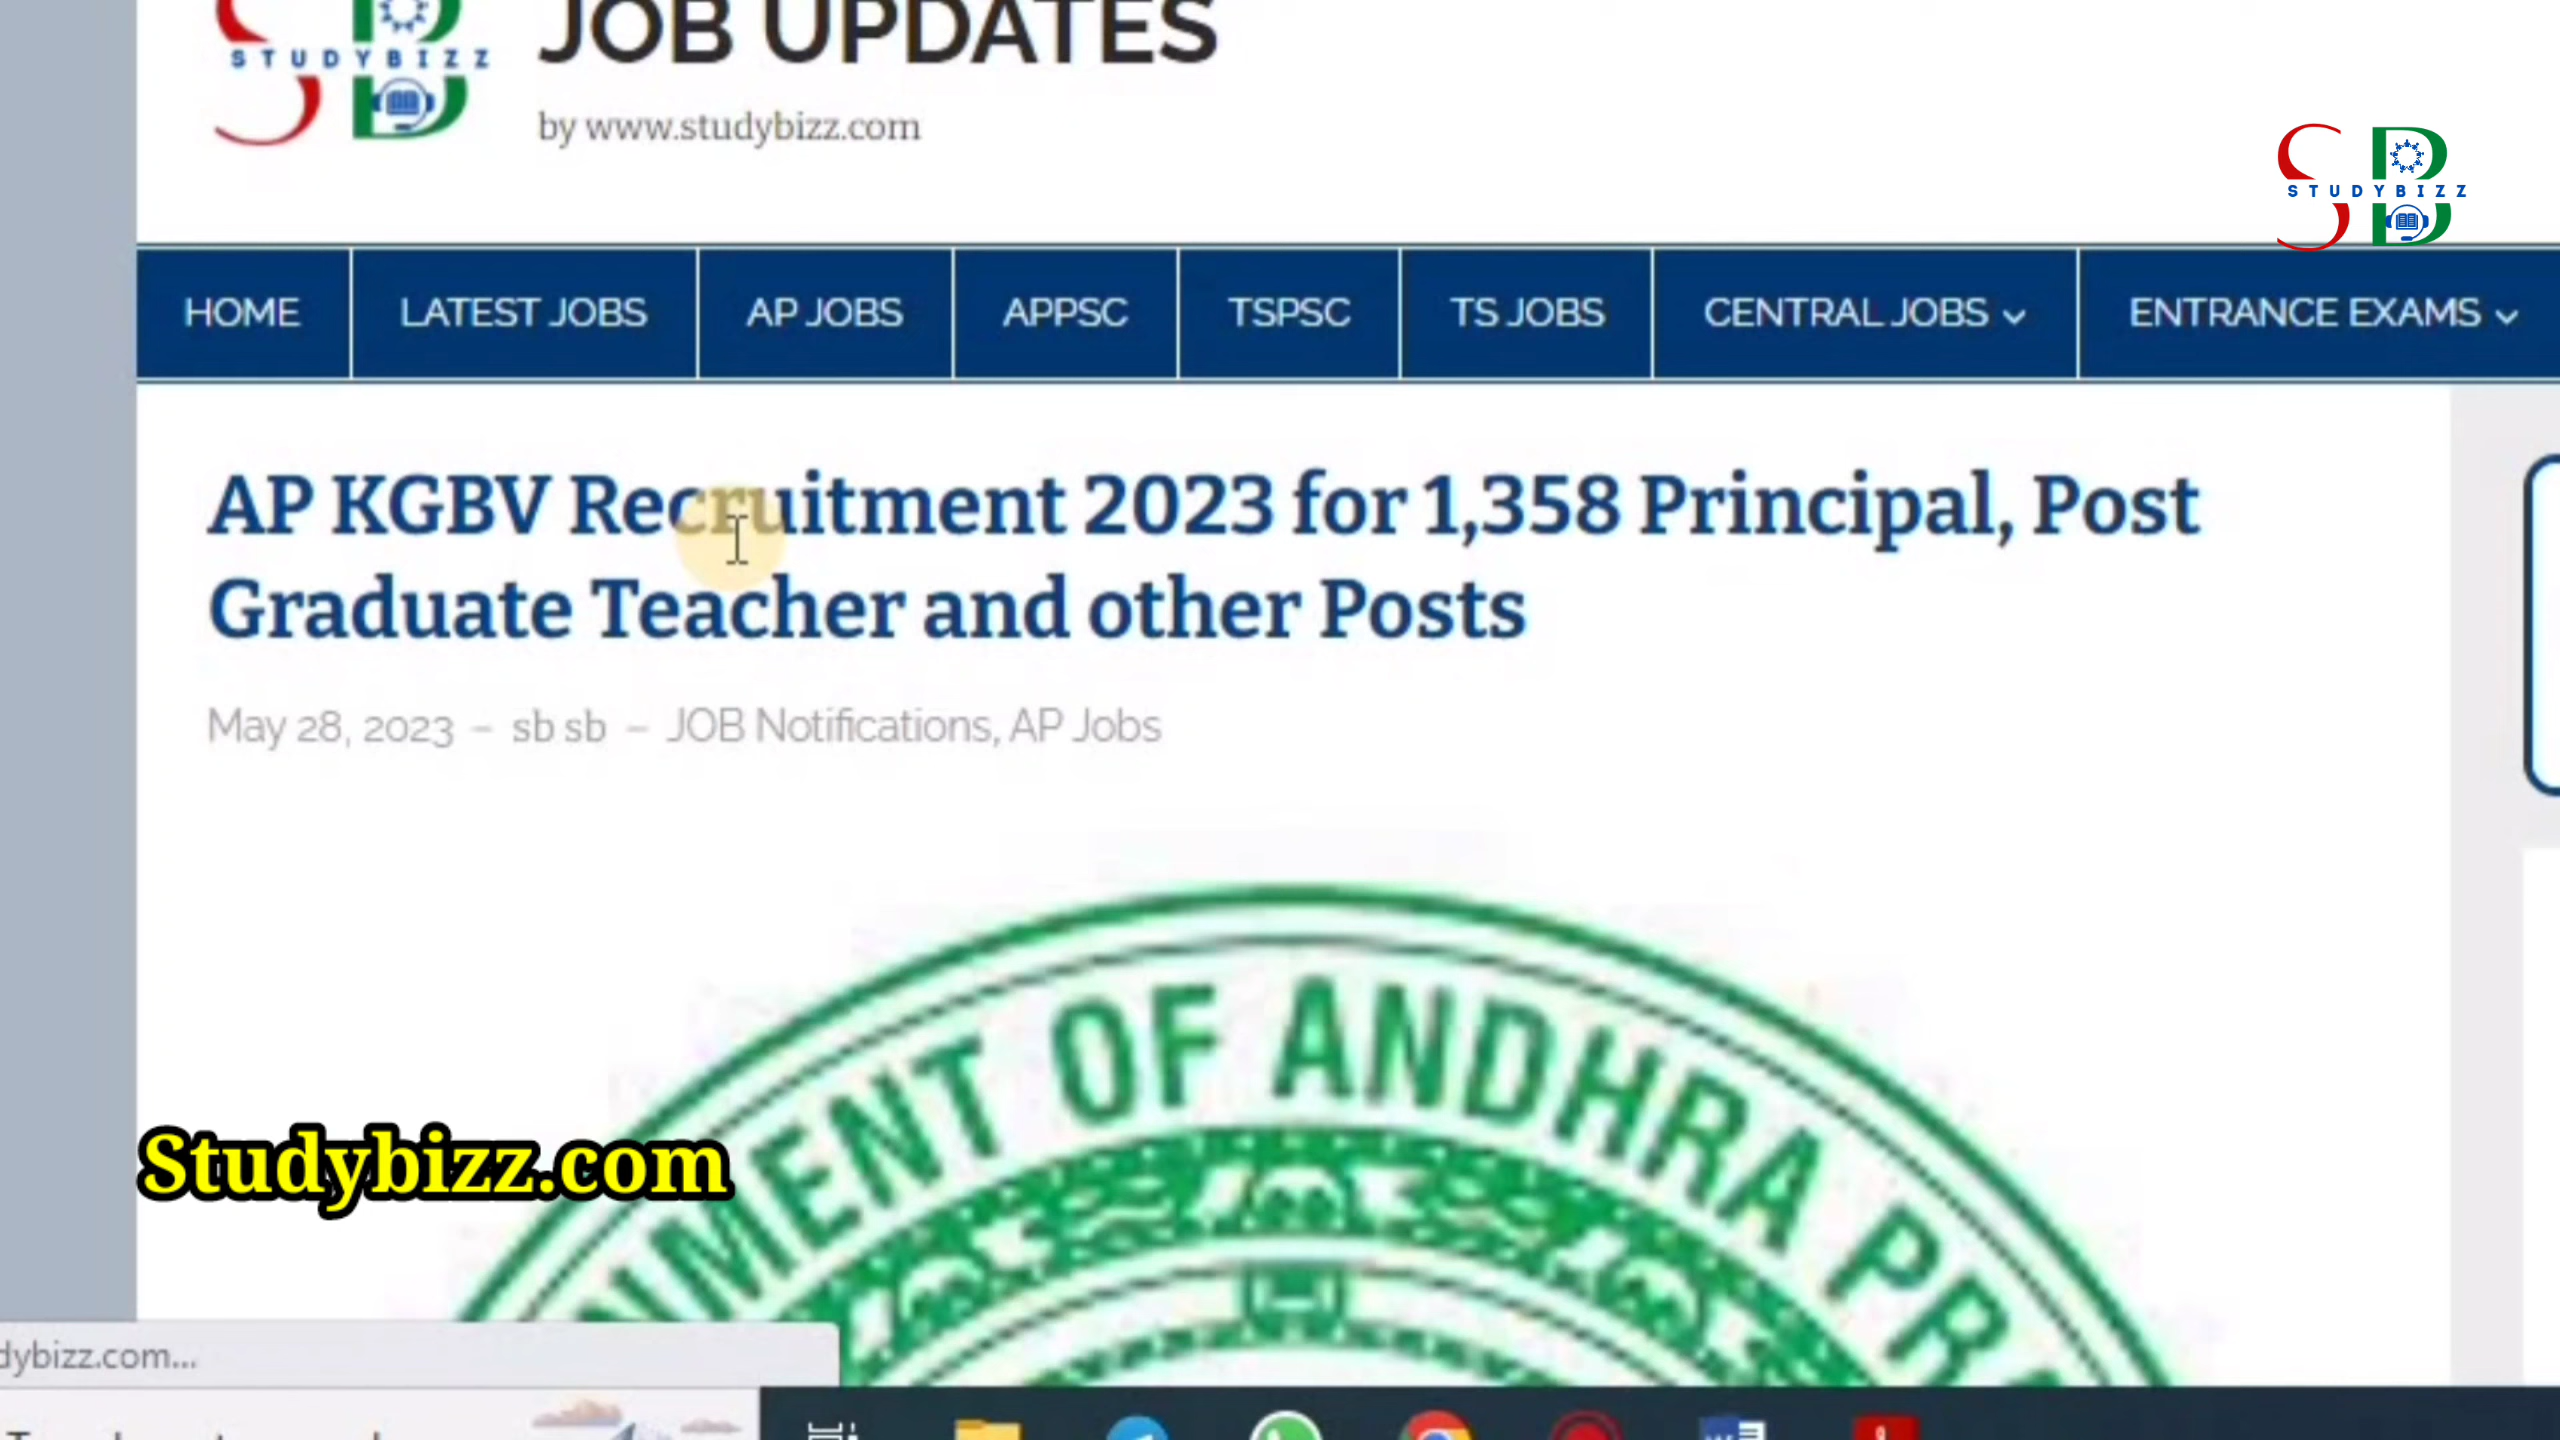 JOB UPDATES
STUDYBIZZ
by www.studybizz.com
STUDYBIZZ
HOME
LATEST JOBS
AP JOBS
APPSC
TSPSC
TS JOBS
CENTRAL JOBS
ENTRANCE EXAMS
AP KGBV Recruitment 2023 for 1,358 Principal, Post
Graduate Teacher and other Posts
May 28, 2023 – sb sb – JOB Notifications, AP Jobs
NMENT OF ANDHRA PRA
Studybizz.com
dybizz.com...